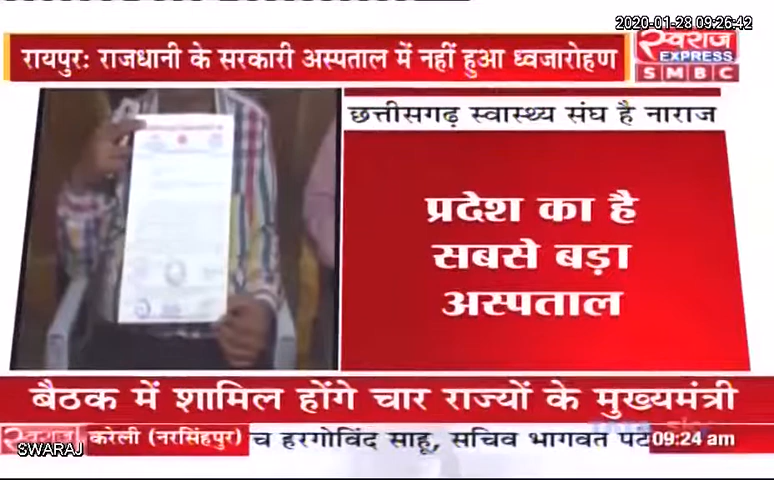 2020-01-28 09:26:42
रायपुरः राजधानी के सरकारी अस्पताल में नहीं हुआ ध्वजारोहण
स्वराज
EXPRESS
SMBC
छत्तीसगढ़ स्वास्थ्य संघ है नाराज
प्रदेश का है
सबसे बड़ा
अस्पताल
बैठक में शामिल होंगे चार राज्यों के मुख्यमंत्री
स्वराज करेली (नरसिंहपुर) च हरगोविंद साहू, सचिव भागवत पट 09:24 am
SWARAJ